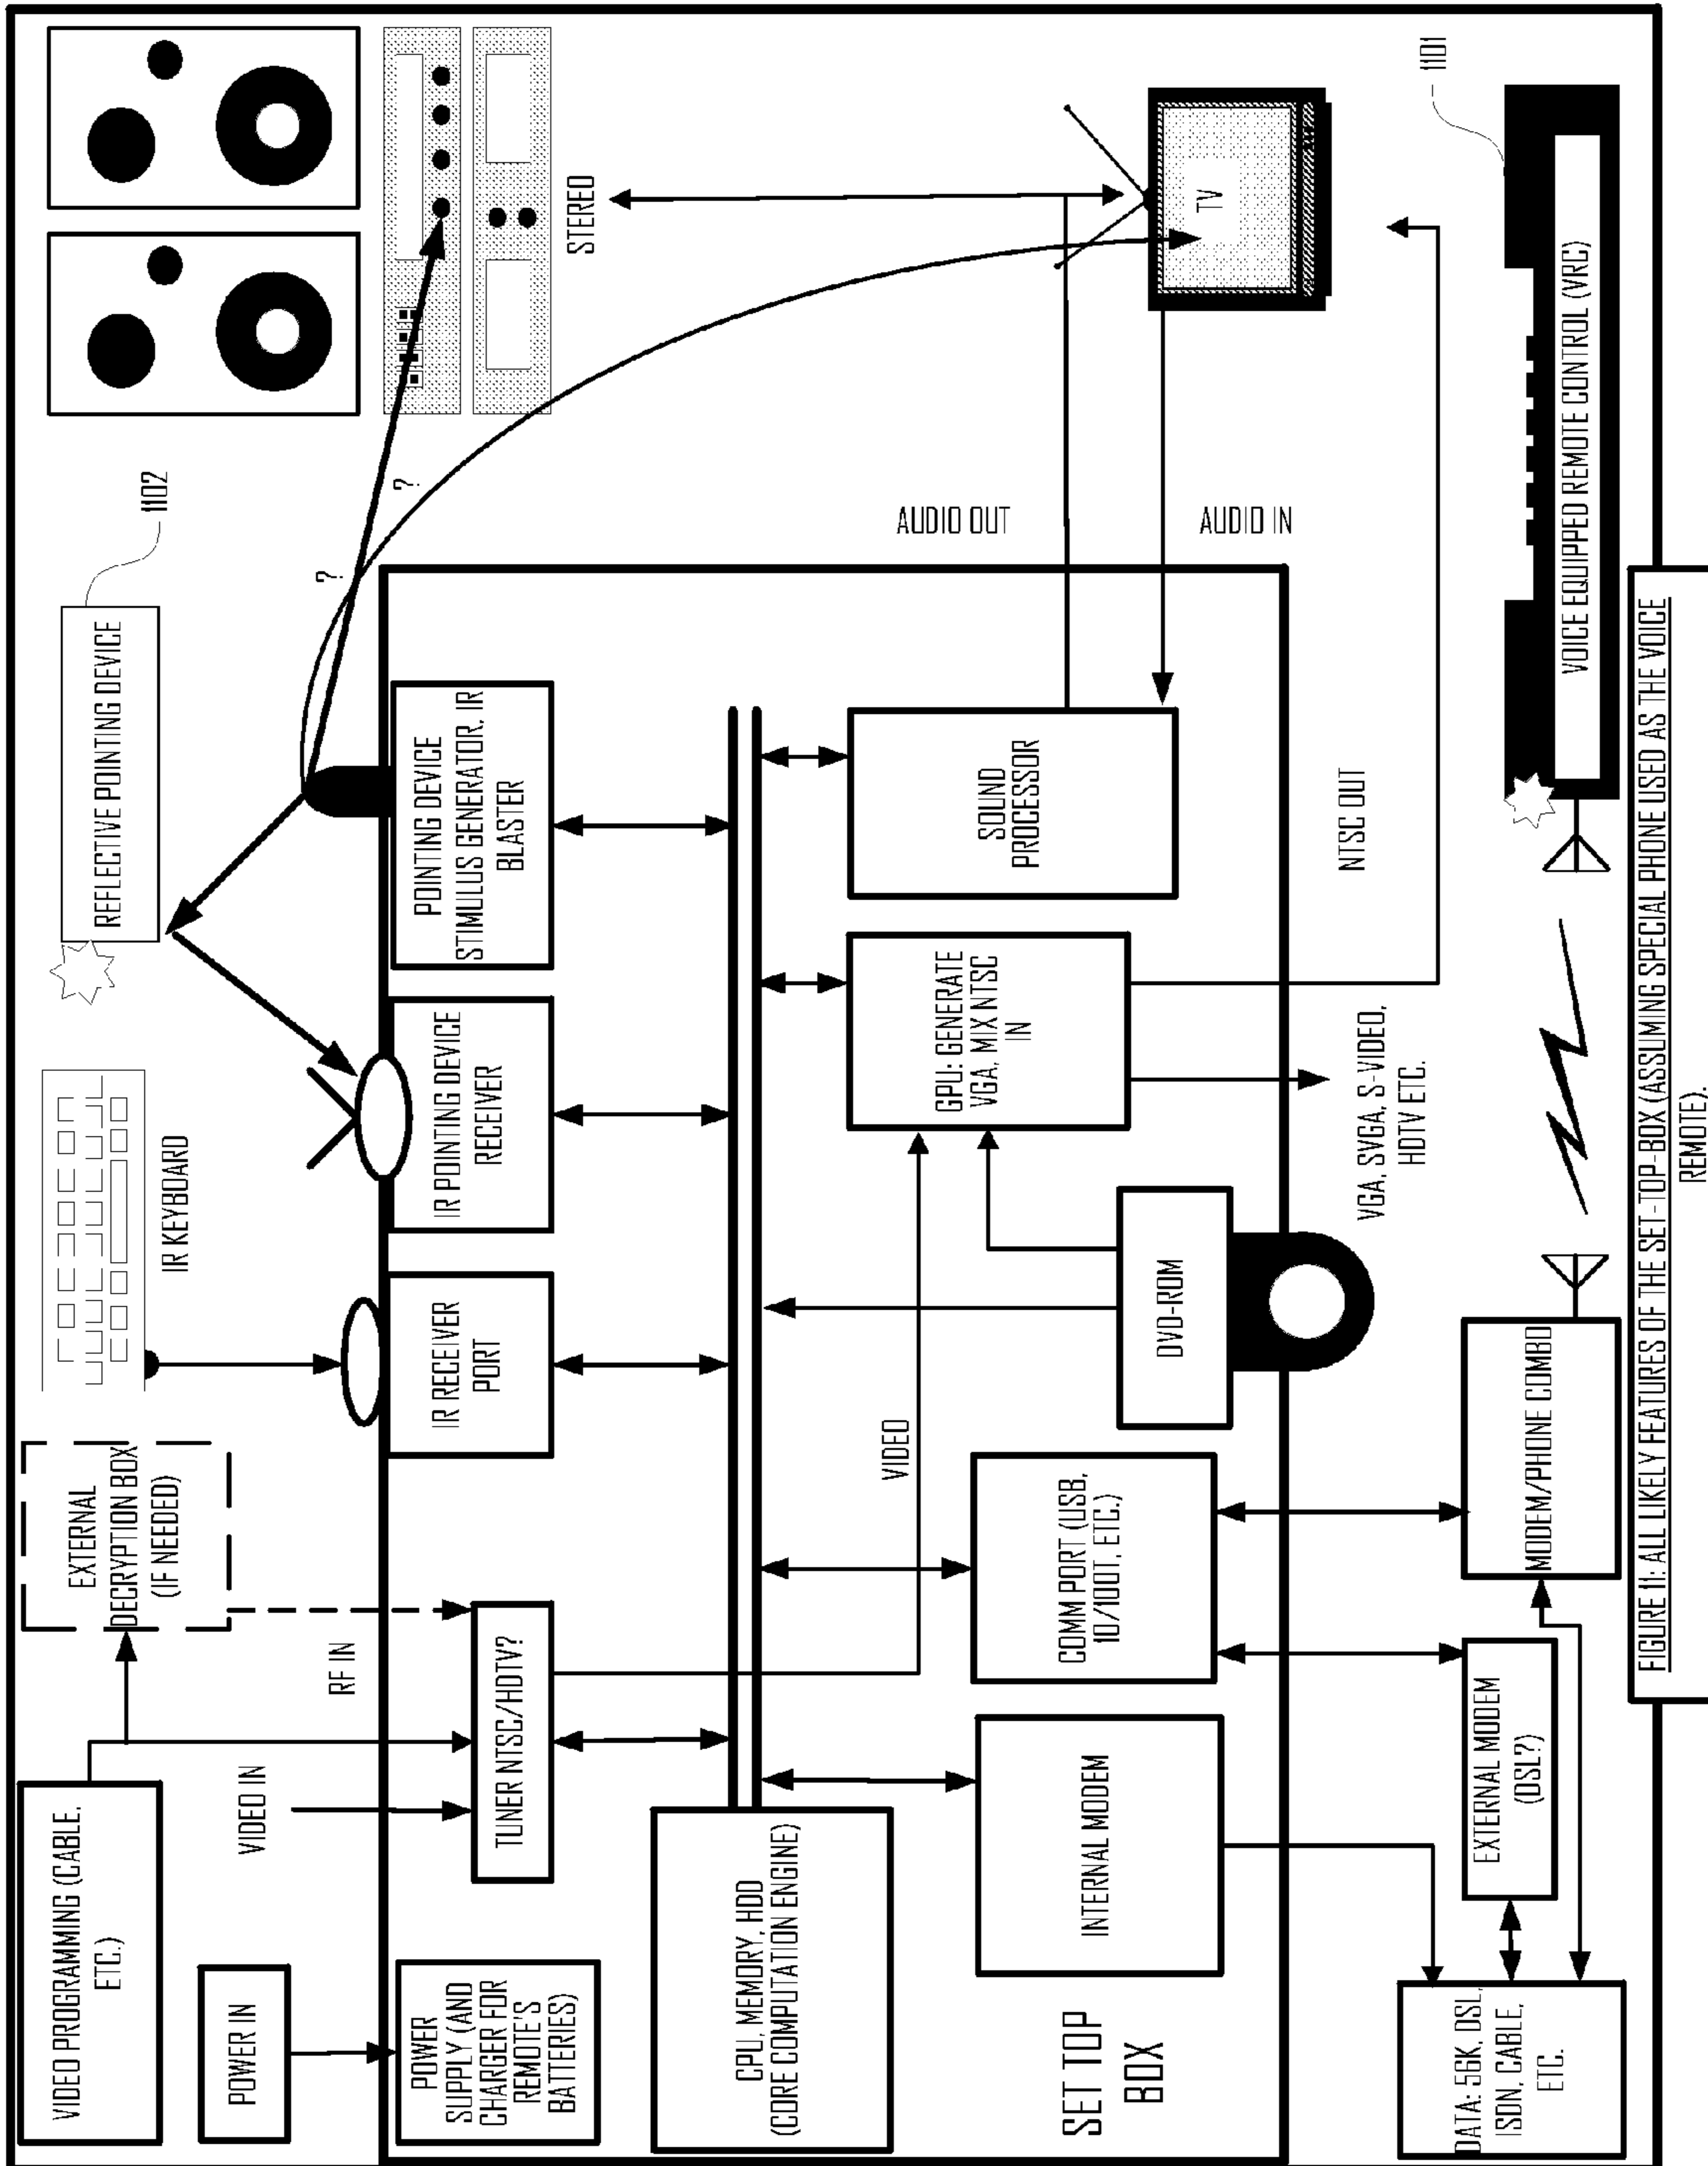 VIDEO PROGRAMMING (CABLE,
ETC.)
POWER IN
VIDEO IN
RF IN
EXTERNAL
DECRYPTION BOX
(IF NEEDED)
IR KEYBOARD
REFLECTIVE POINTING DEVICE
1102
?
?
STEREO
POWER
SUPPLY (AND
CHARGER FOR
REMOTE'S
BATTERIES)
TUNER NTSC/HDTV?
IR RECEIVER
PORT
IR POINTING DEVICE
RECEIVER
POINTING DEVICE
STIMULUS GENERATOR, IR
BLASTER
CPU, MEMORY, HDD
(CORE COMPUTATION ENGINE)
VIDEO
GPU: GENERATE
VGA, MIX NTSC
IN
SOUND
PROCESSOR
AUDIO OUT
AUDIO IN
TV
SET TOP
BOX
INTERNAL MODEM
COMM PORT (USB,
10/100T, ETC.)
DVD-ROM
VGA, SVGA, S-VIDEO,
HDTV ETC.
NTSC OUT
1101
DATA: 56K, DSL,
ISDN, CABLE,
ETC.
EXTERNAL MODEM
(DSL?)
MODEM/PHONE COMBO
VOICE EQUIPPED REMOTE CONTROL (VRC)
FIGURE 11: ALL LIKELY FEATURES OF THE SET-TOP-BOX (ASSUMING SPECIAL PHONE USED AS THE VOICE
REMOTE).